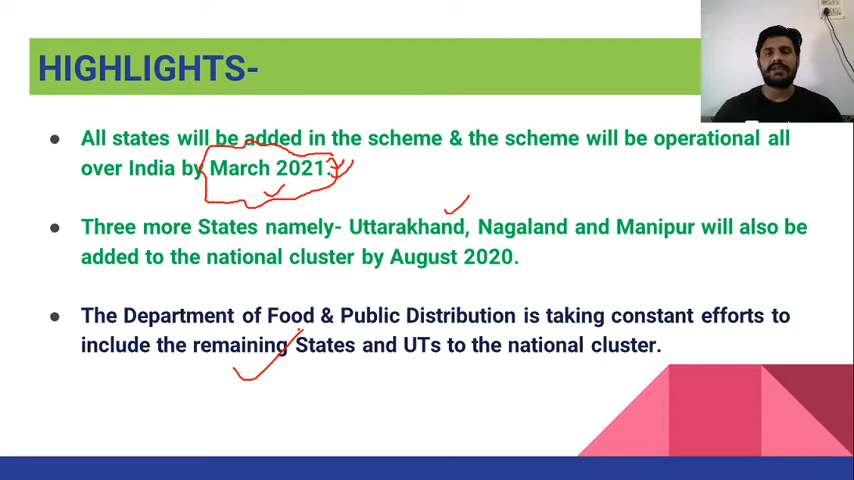 HIGHLIGHTS-
● All states will be added in the scheme & the scheme will be operational all
over India by March 2021.
● Three more States namely- Uttarakhand, Nagaland and Manipur will also be
added to the national cluster by August 2020.
● The Department of Food & Public Distribution is taking constant efforts to
include the remaining States and UTs to the national cluster.